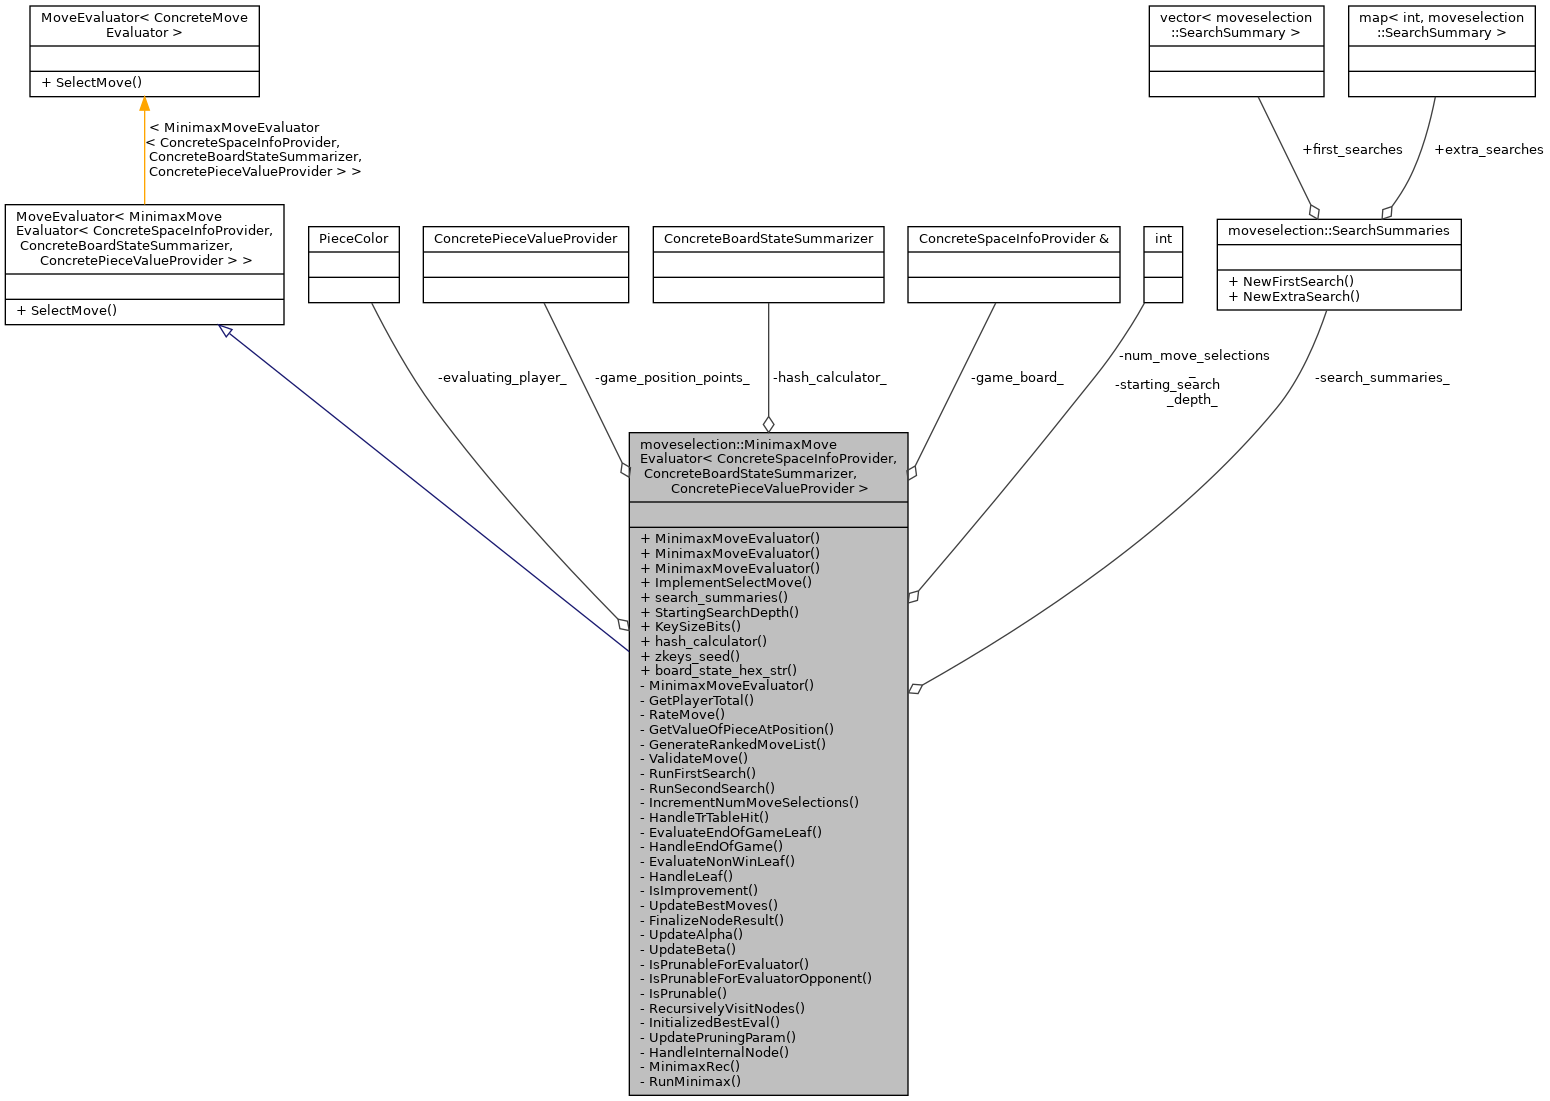 MoveEvaluator< ConcreteMove
Evaluator >
+ SelectMove()
vector< moveselection
::SearchSummary >
map< int, moveselection
::SearchSummary >
< MinimaxMoveEvaluator
< ConcreteSpaceInfoProvider,
ConcreteBoardStateSummarizer,
ConcretePieceValueProvider > >
+first_searches
+extra_searches
MoveEvaluator< MinimaxMove
Evaluator< ConcreteSpaceInfoProvider,
ConcreteBoardStateSummarizer,
ConcretePieceValueProvider > >
+ SelectMove()
PieceColor
ConcretePieceValueProvider
ConcreteBoardStateSummarizer
ConcreteSpaceInfoProvider &
int
moveselection::SearchSummaries
+ NewFirstSearch()
+ NewExtraSearch()
-evaluating_player_
-game_position_points_
-hash_calculator_
-game_board_
-num_move_selections
_
-starting_search
_depth_
-search_summaries_
moveselection::MinimaxMove
Evaluator< ConcreteSpaceInfoProvider,
ConcreteBoardStateSummarizer,
ConcretePieceValueProvider >
+ MinimaxMoveEvaluator()
+ MinimaxMoveEvaluator()
+ MinimaxMoveEvaluator()
+ ImplementSelectMove()
+ search_summaries()
+ StartingSearchDepth()
+ KeySizeBits()
+ hash_calculator()
+ zkeys_seed()
+ board_state_hex_str()
- MinimaxMoveEvaluator()
- GetPlayerTotal()
- RateMove()
- GetValueOfPieceAtPosition()
- GenerateRankedMoveList()
- ValidateMove()
- RunFirstSearch()
- RunSecondSearch()
- IncrementNumMoveSelections()
- HandleTrTableHit()
- EvaluateEndOfGameLeaf()
- HandleEndOfGame()
- EvaluateNonWinLeaf()
- HandleLeaf()
- IsImprovement()
- UpdateBestMoves()
- FinalizeNodeResult()
- UpdateAlpha()
- UpdateBeta()
- IsPrunableForEvaluator()
- IsPrunableForEvaluatorOpponent()
- IsPrunable()
- RecursivelyVisitNodes()
- InitializedBestEval()
- UpdatePruningParam()
- HandleInternalNode()
- MinimaxRec()
- RunMinimax()